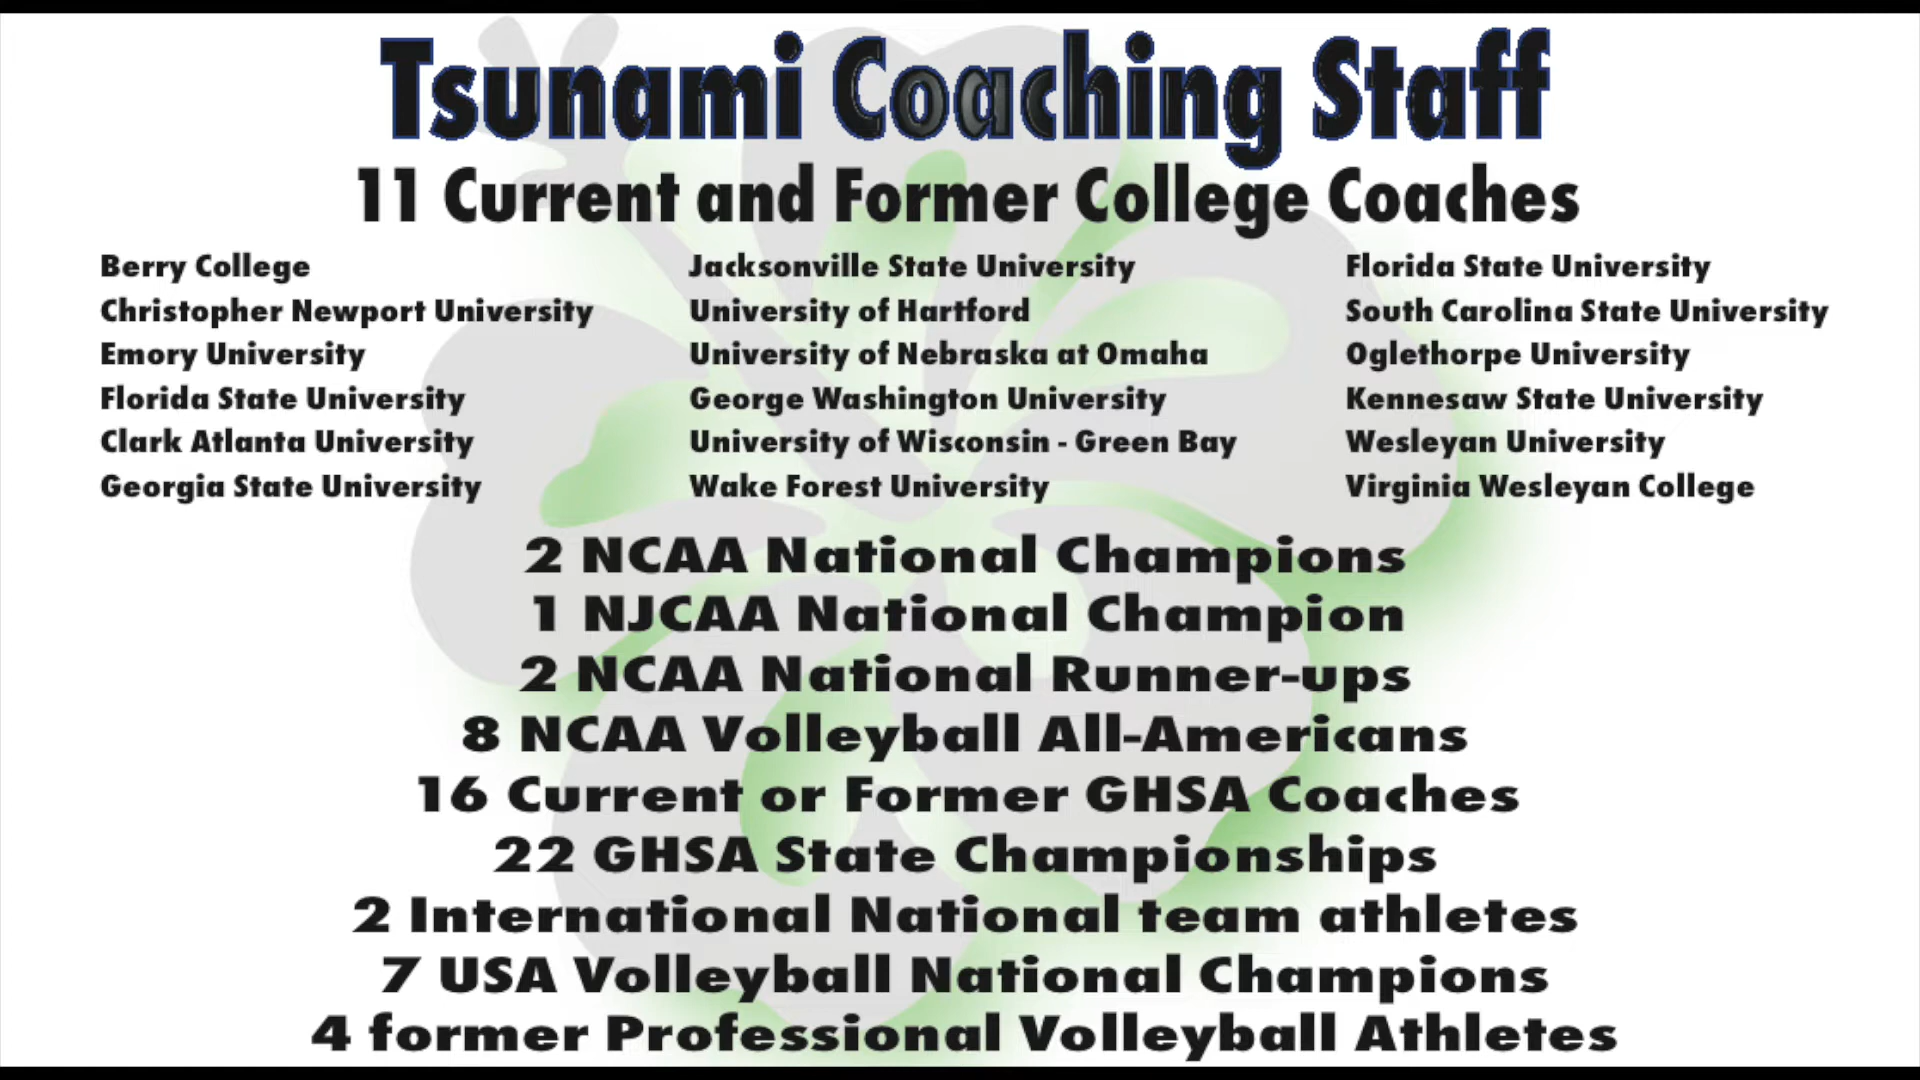 Tsunami Coaching Staff
11 Current and Former College Coaches
Berry College
Christopher Newport University
Emory University
Florida State University
Clark Atlanta University
Georgia State University
Jacksonville State University
University of Hartford
University of Nebraska at Omaha
George Washington University
University of Wisconsin - Green Bay
Wake Forest University
Florida State University
South Carolina State University
Oglethorpe University
Kennesaw State University
Wesleyan University
Virginia Wesleyan College
2 NCAA National Champions
1 NJCAA National Champion
2 NCAA National Runner-ups
8 NCAA Volleyball All-Americans
16 Current or Former GHSA Coaches
22 GHSA State Championships
2 International National team athletes
7 USA Volleyball National Champions
4 former Professional Volleyball Athletes